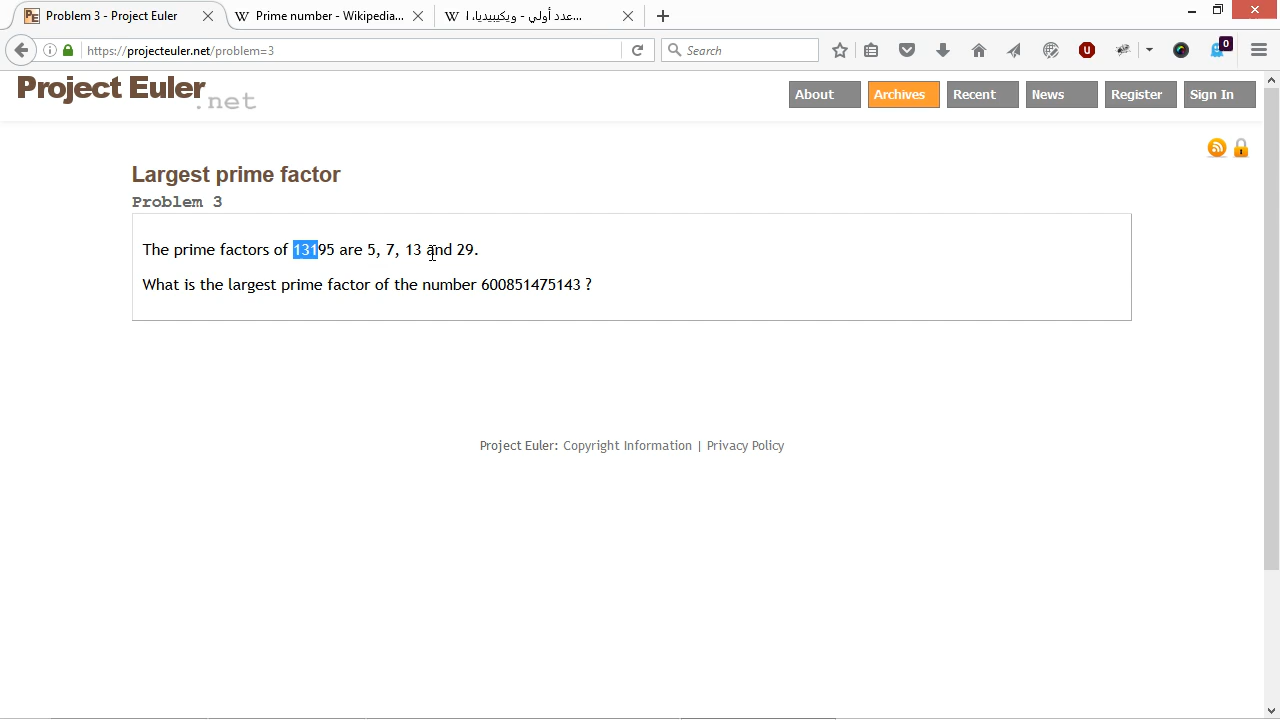 Problem 3 - Project Euler
Prime number - Wikipedia...
عدد أولي - ويكيبيديا، ا...
https://projecteuler.net/problem=3
Search
0
Project Euler
.net
About
Archives
Recent
News
Register
Sign In
Largest prime factor
Problem 3
The prime factors of 13195 are 5, 7, 13 and 29.
What is the largest prime factor of the number 600851475143 ?
Project Euler: Copyright Information | Privacy Policy